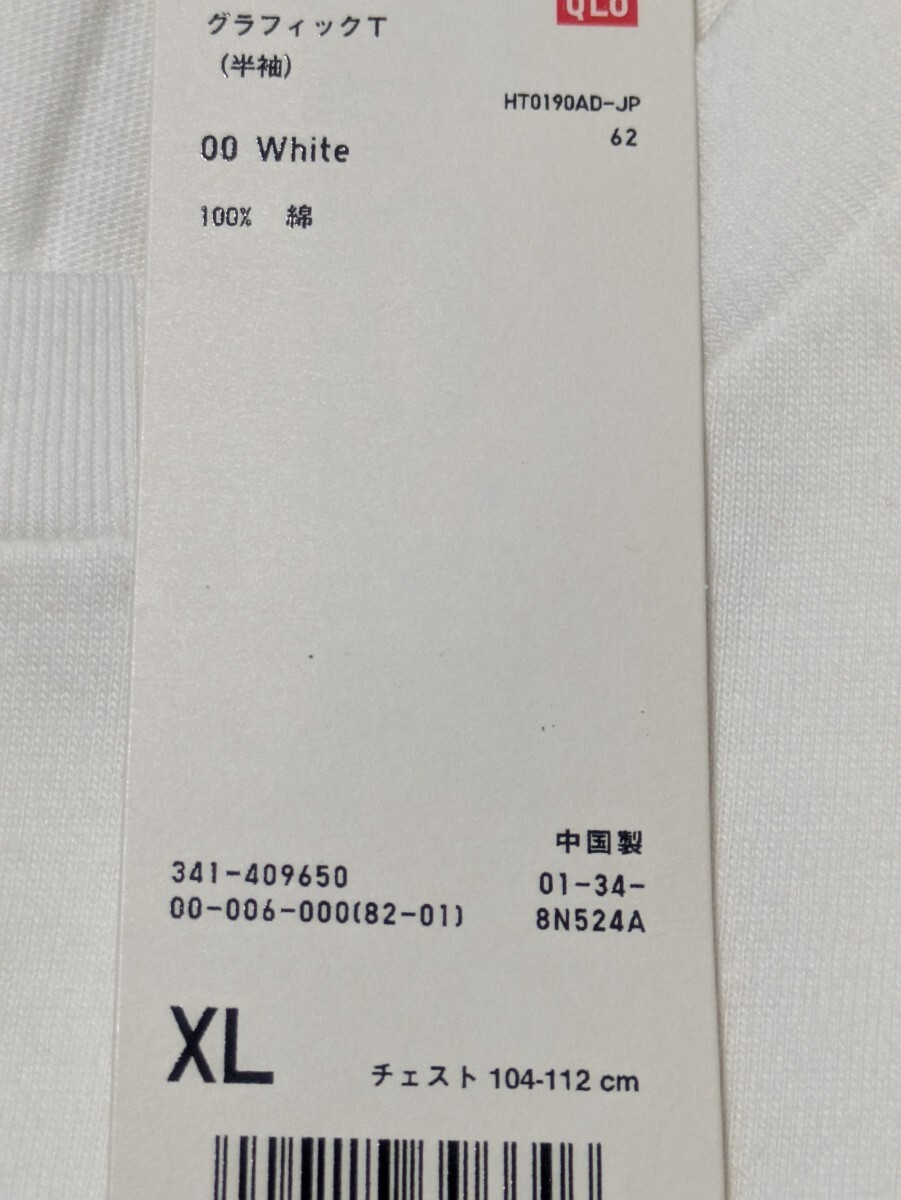 QLO
グラフィックT
(半袖)
HT0190AD-JP
62
00 White
100% 綿
中国製
341-409650
01-34-
00-006-000(82-01)
8N524A
XL
チェスト 104-112 cm